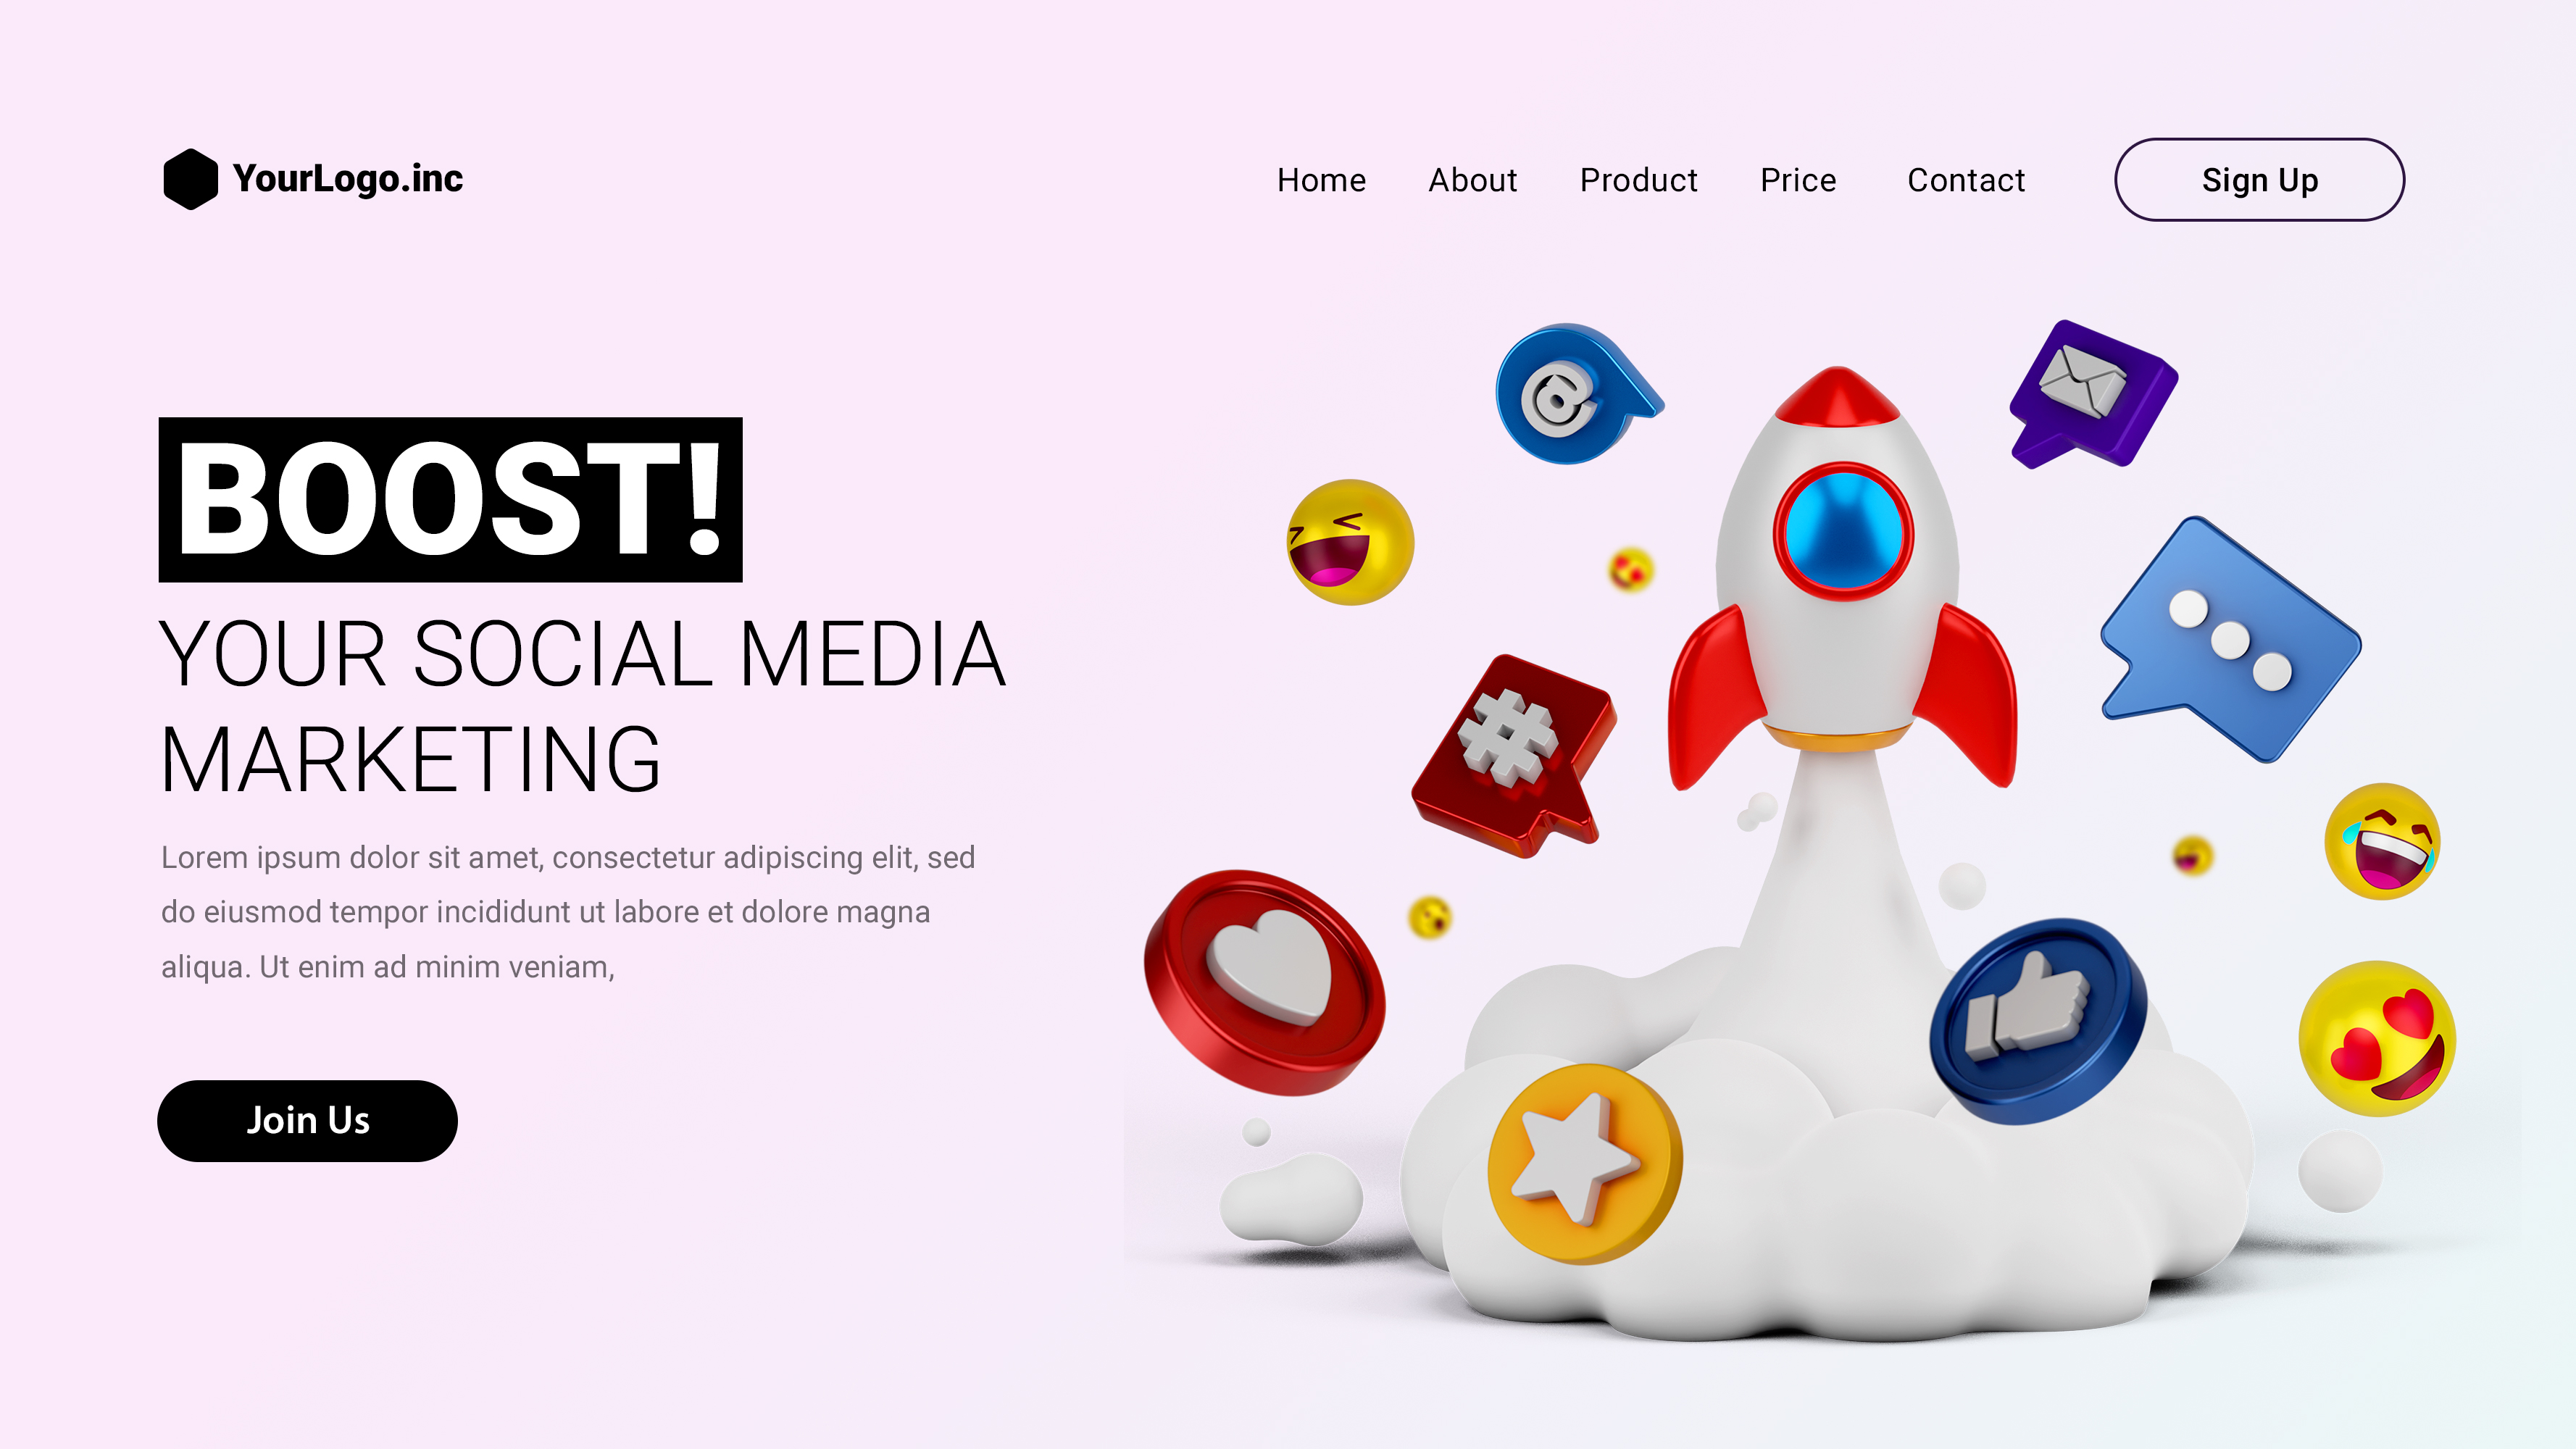 YourLogo.inc
Home About Product Price Contact Sign Up
BOOST!
YOUR SOCIAL MEDIA
MARKETING
Lorem ipsum dolor sit amet, consectetur adipiscing elit, sed
do eiusmod tempor incididunt ut labore et dolore magna
aliqua. Ut enim ad minim veniam,
Join Us
@
#